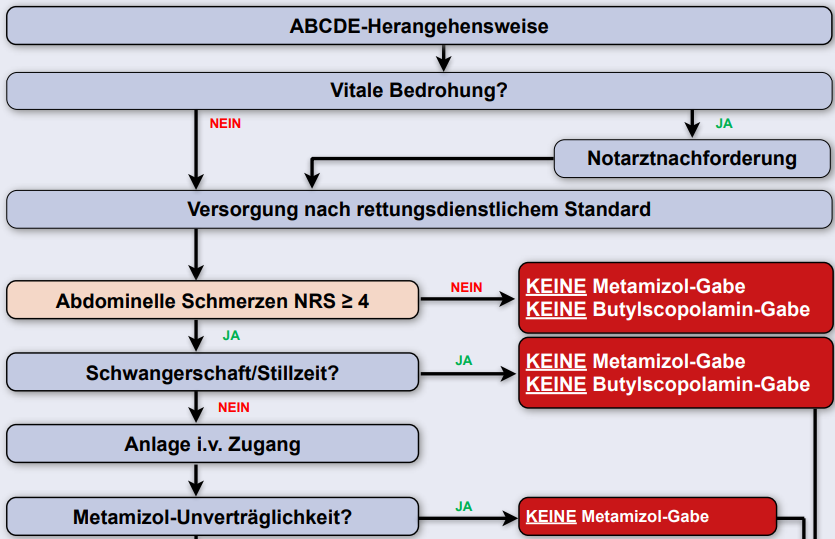 ABCDE-Herangehensweise
Vitale Bedrohung?
NEIN
JA
Notarztnachforderung
Versorgung nach rettungsdienstlichem Standard
Abdominelle Schmerzen NRS ≥ 4
NEIN
KEINE Metamizol-Gabe
KEINE Butylscopolamin-Gabe
JA
Schwangerschaft/Stillzeit?
JA
KEINE Metamizol-Gabe
KEINE Butylscopolamin-Gabe
NEIN
Anlage i.v. Zugang
Metamizol-Unverträglichkeit?
JA
KEINE Metamizol-Gabe